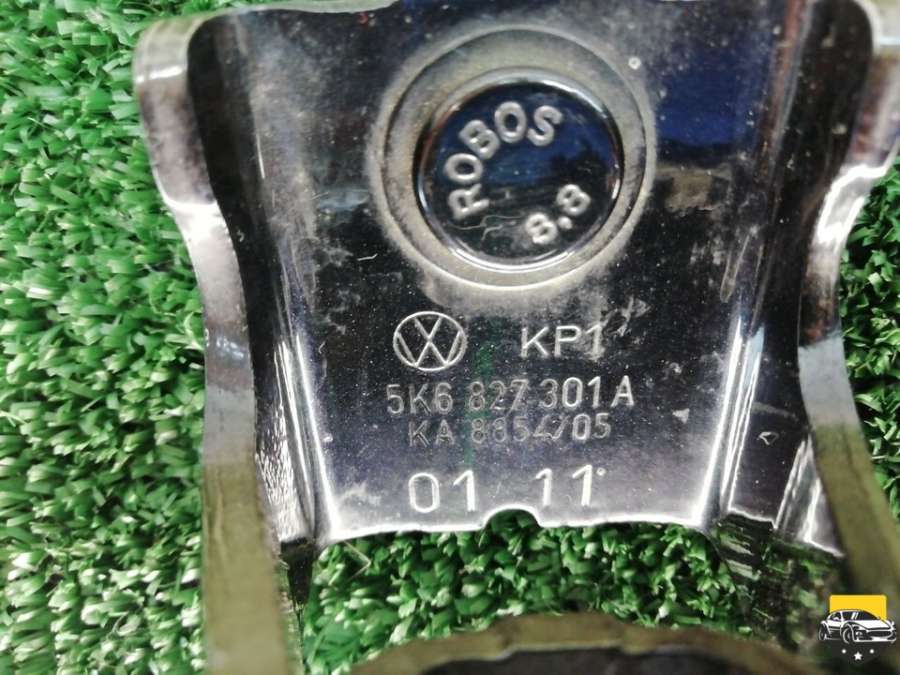 ROBOS
8.8
KP1
5K6 827 301 A
KA 8854/05
01 11